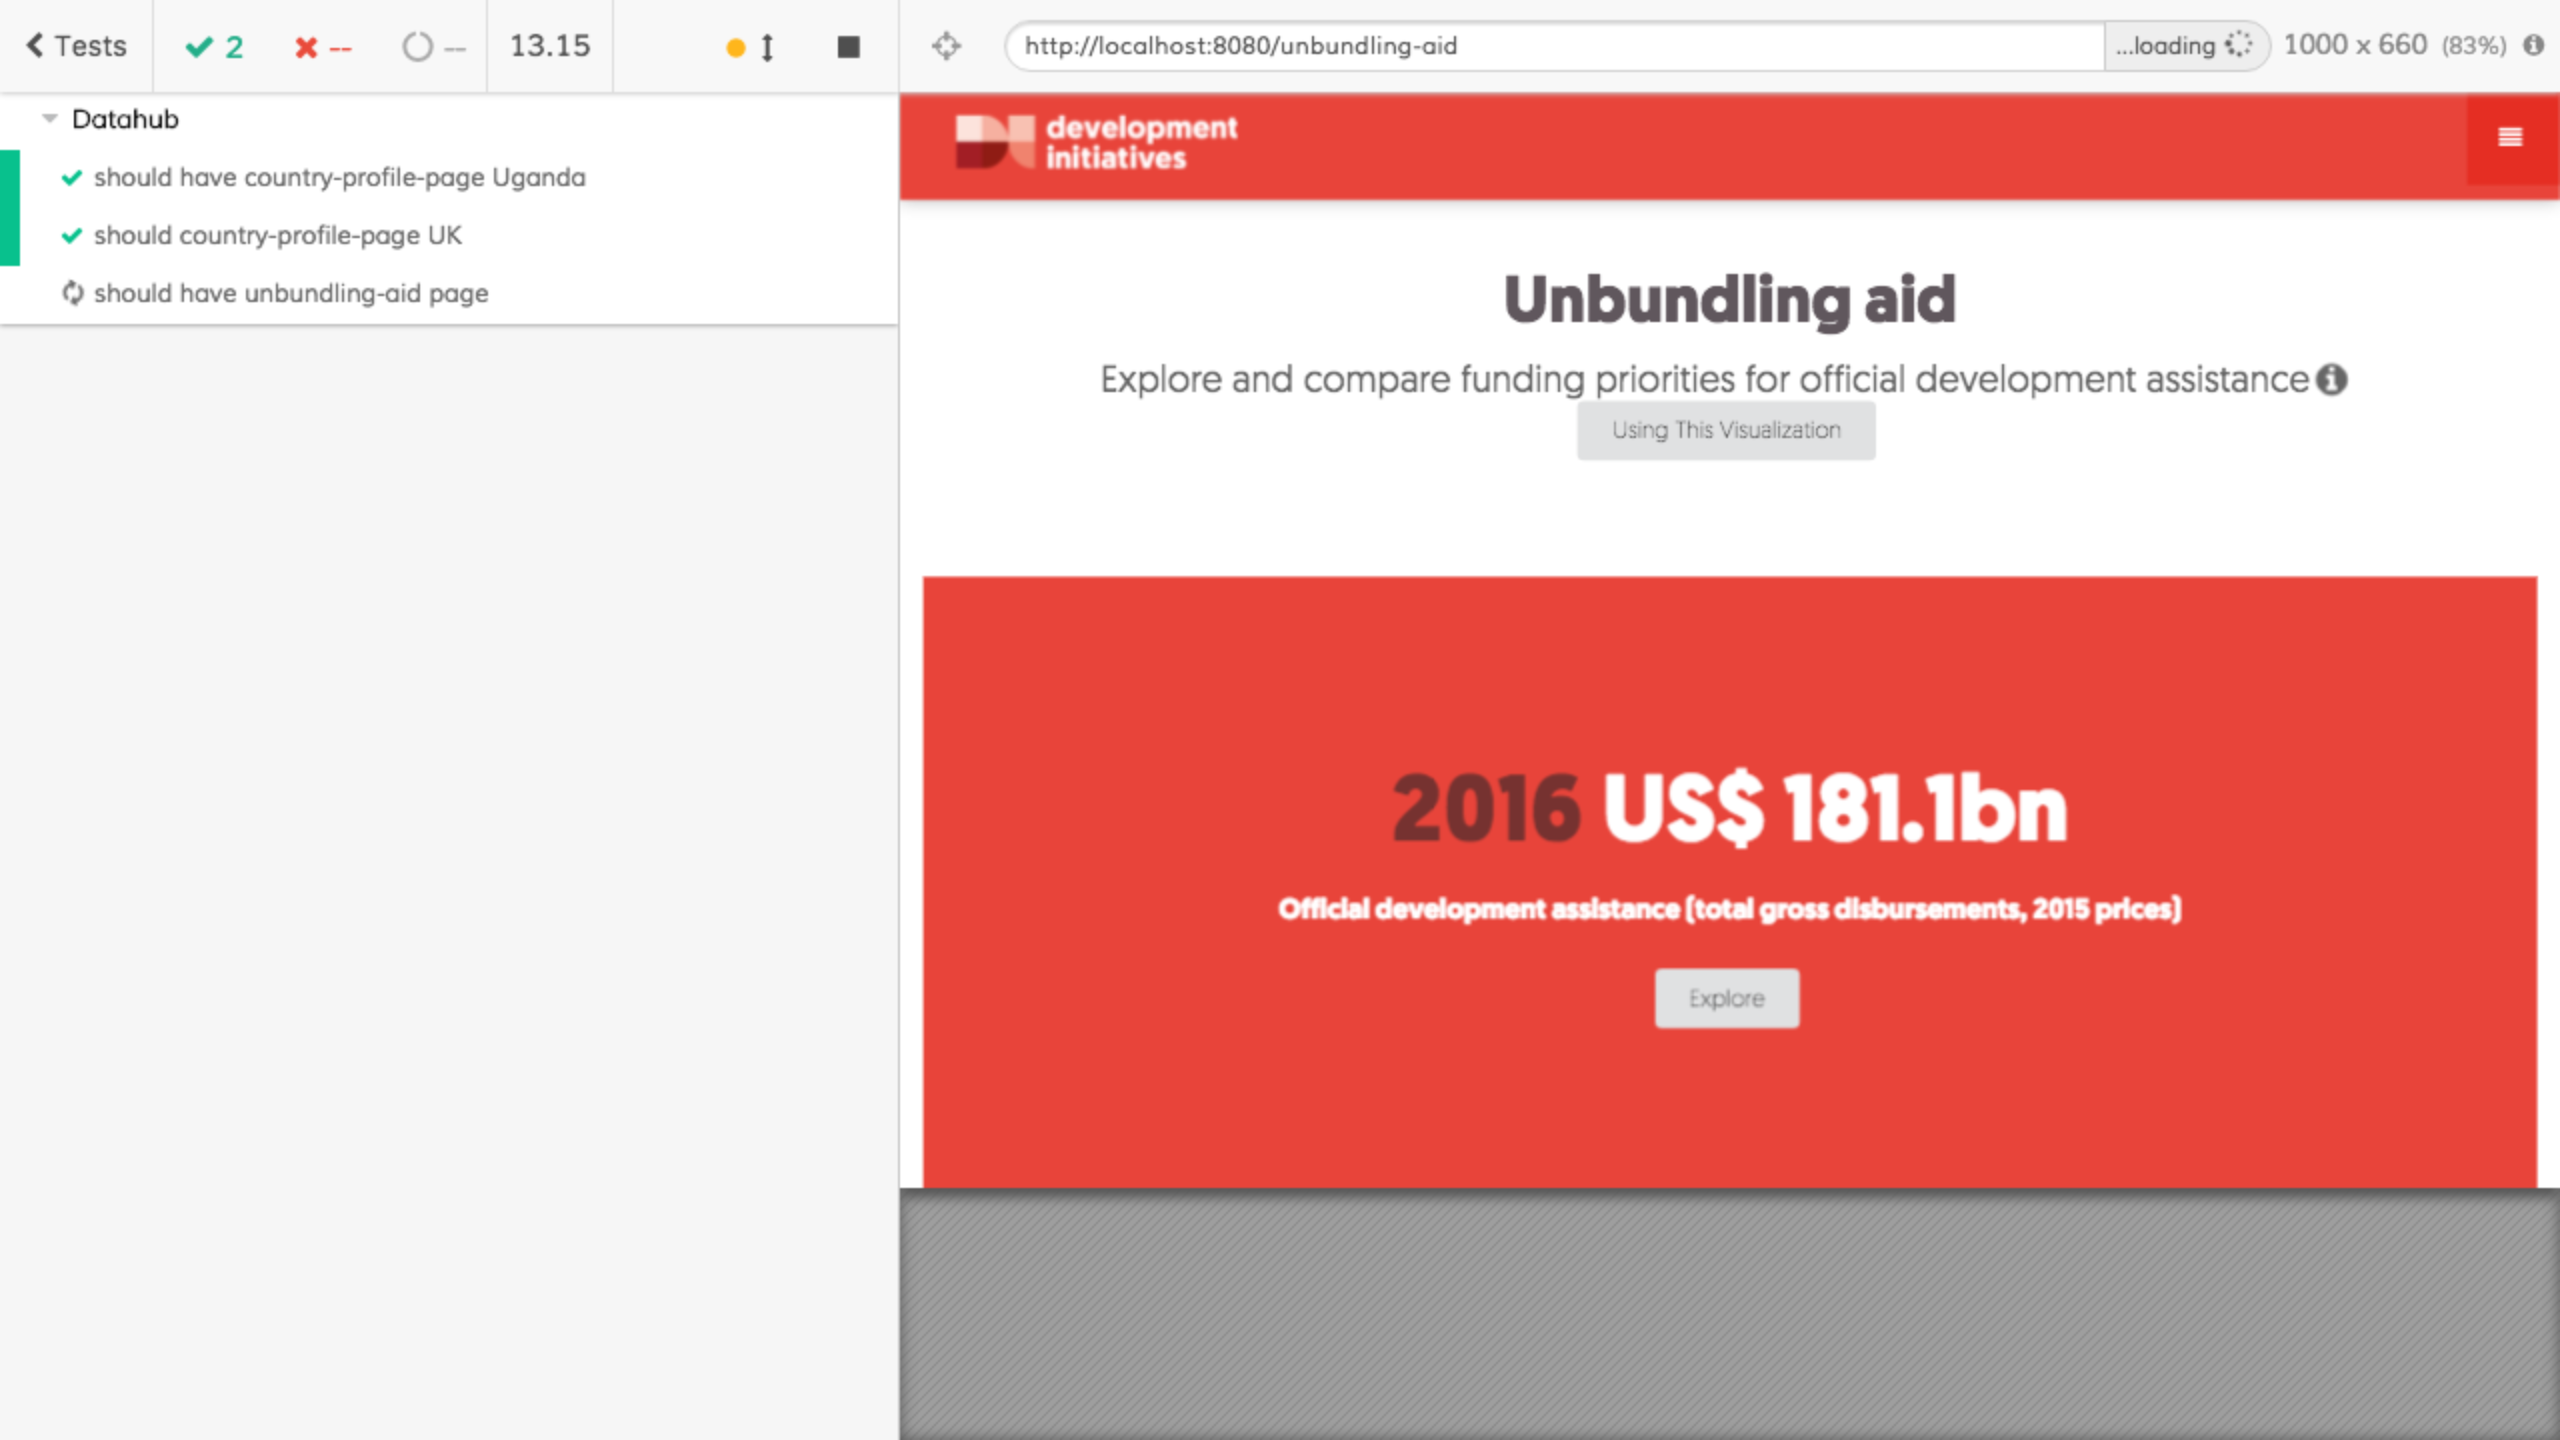 Tests 2 -- -- 13.15
http://localhost:8080/unbundling-aid ...loading 1000 x 660 (83%)
Datahub
should have country-profile-page Uganda
should country-profile-page UK
should have unbundling-aid page
development
initiatives
Unbundling aid
Explore and compare funding priorities for official development assistance
Using This Visualization
2016 US$ 181.1bn
Official development assistance (total gross disbursements, 2015 prices)
Explore